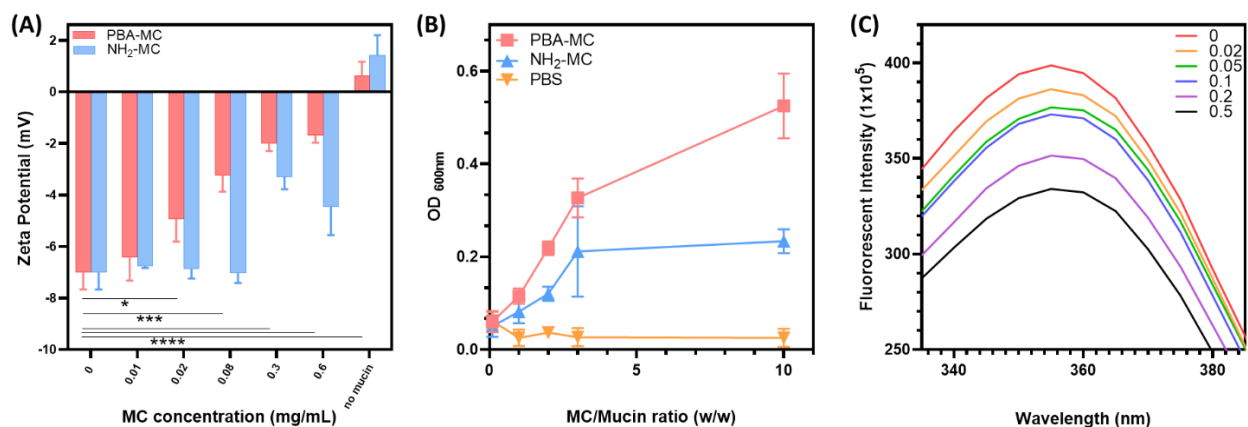 (A)
PBA-MC
NH2-MC
Zeta Potential (mV)
4
2
0
-2
-4
-6
-8
-10
*
***
****
0
0.01
0.02
0.08
0.3
0.6
no mucin
MC concentration (mg/mL)
(B)
PBA-MC
NH2-MC
PBS
OD 600nm
0.6
0.4
0.2
0.0
0
5
10
MC/Mucin ratio (w/w)
(C)
0
0.02
0.05
0.1
0.2
0.5
Fluororescent Intensity (1x10⁵)
400
350
300
250
340
360
380
Wavelength (nm)